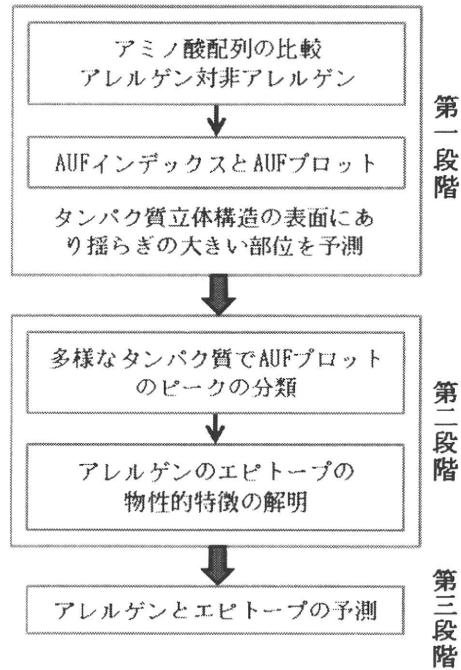 アミノ酸配列の比較
アレルゲン対非アレルゲン
AUFインデックスとAUFプロット
タンパク質立体構造の表面にあ
り揺らぎの大きい部位を予測
第一段階
多様なタンパク質でAUFプロット
のピークの分類
アレルゲンのエピトープの
物性的特徴の解明
第二段階
アレルゲンとエピトープの予測
第三段階